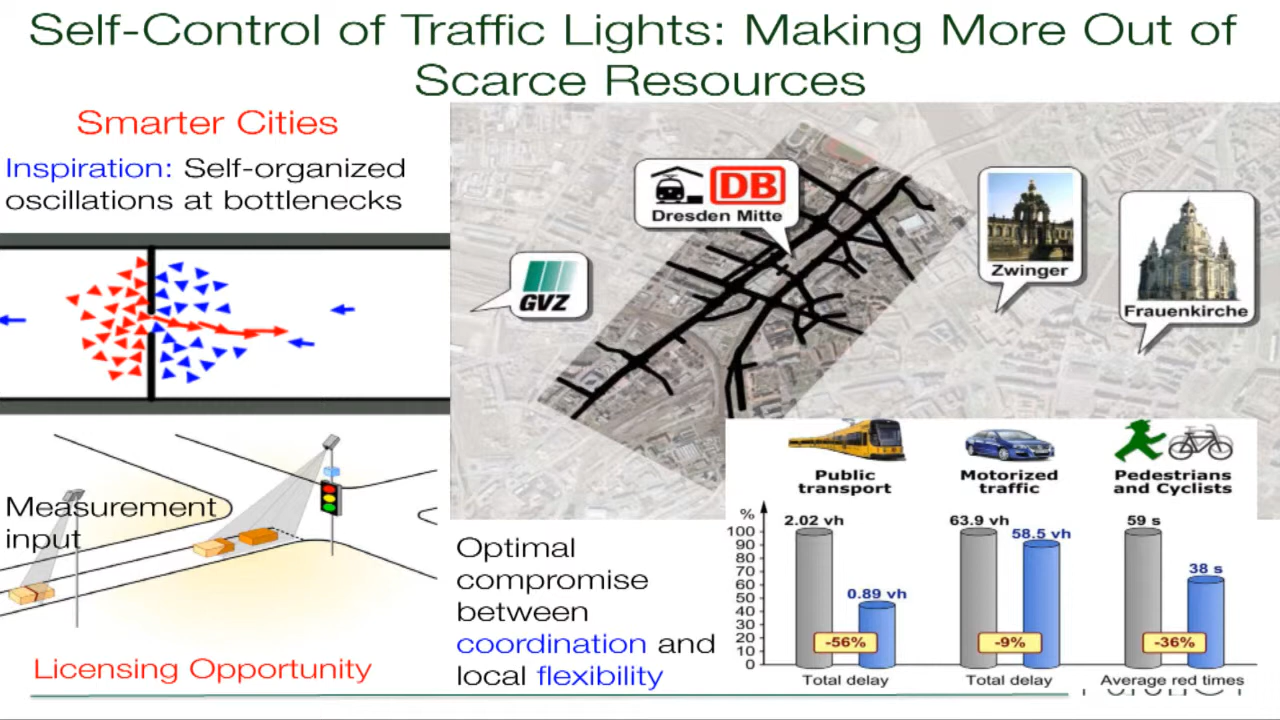 Self-Control of Traffic Lights: Making More Out of
Scarce Resources
Smarter Cities
Inspiration: Self-organized
oscillations at bottlenecks
Measurement
input
Licensing Opportunity
DB
Dresden Mitte
GVZ
Zwinger
Frauenkirche
Optimal
compromise
between
coordination and
local flexibility
Public
transport
Motorized
traffic
Pedestrians
and Cyclists
%
100
90
80
70
60
50
40
30
20
10
0
2.02 vh
0.89 vh
-56%
Total delay
63.9 vh
58.5 vh
-9%
Total delay
59 s
38 s
-36%
Average red times